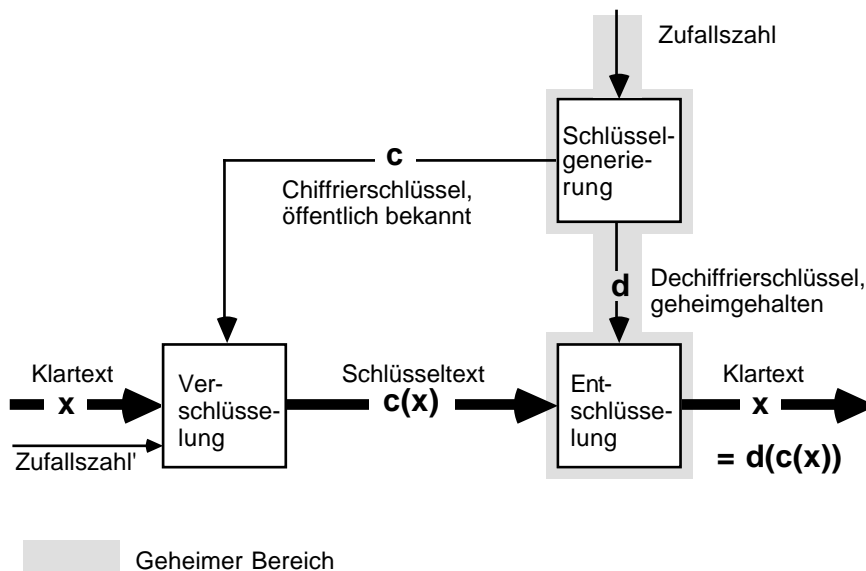 Zufallszahl
Schlüssel-
generie-
rung
c
Chiffrierschlüssel,
öffentlich bekannt
d
Dechiffrierschlüssel,
geheimgehalten
Klartext
x
Zufallszahl'
Ver-
schlüsse-
lung
Schlüsseltext
c(x)
Ent-
schlüsse-
lung
Klartext
x
= d(c(x))
Geheimer Bereich